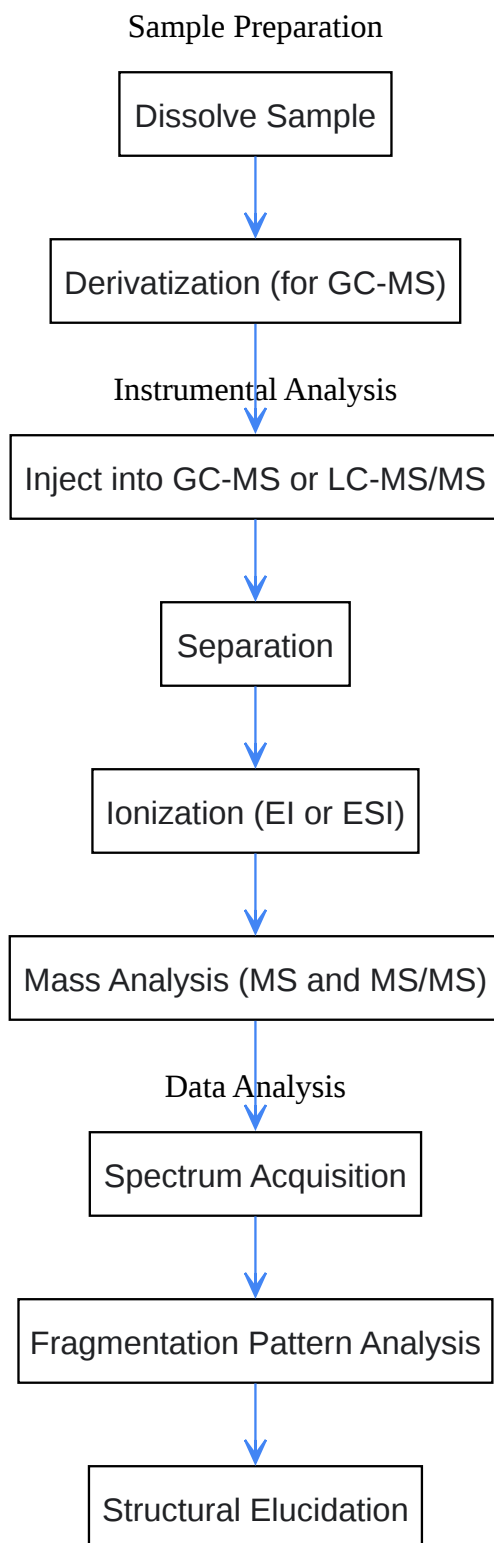 Sample Preparation
Dissolve Sample
Derivatization (for GC-MS)
Instrumental Analysis
Inject into GC-MS or LC-MS/MS
Separation
Ionization (EI or ESI)
Mass Analysis (MS and MS/MS)
Data Analysis
Spectrum Acquisition
Fragmentation Pattern Analysis
Structural Elucidation